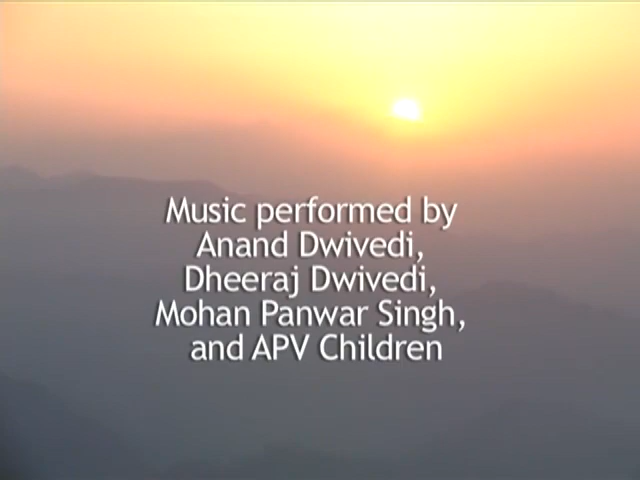 Music performed by
Anand Dwivedi,
Dheeraj Dwivedi,
Mohan Panwar Singh,
and APV Children